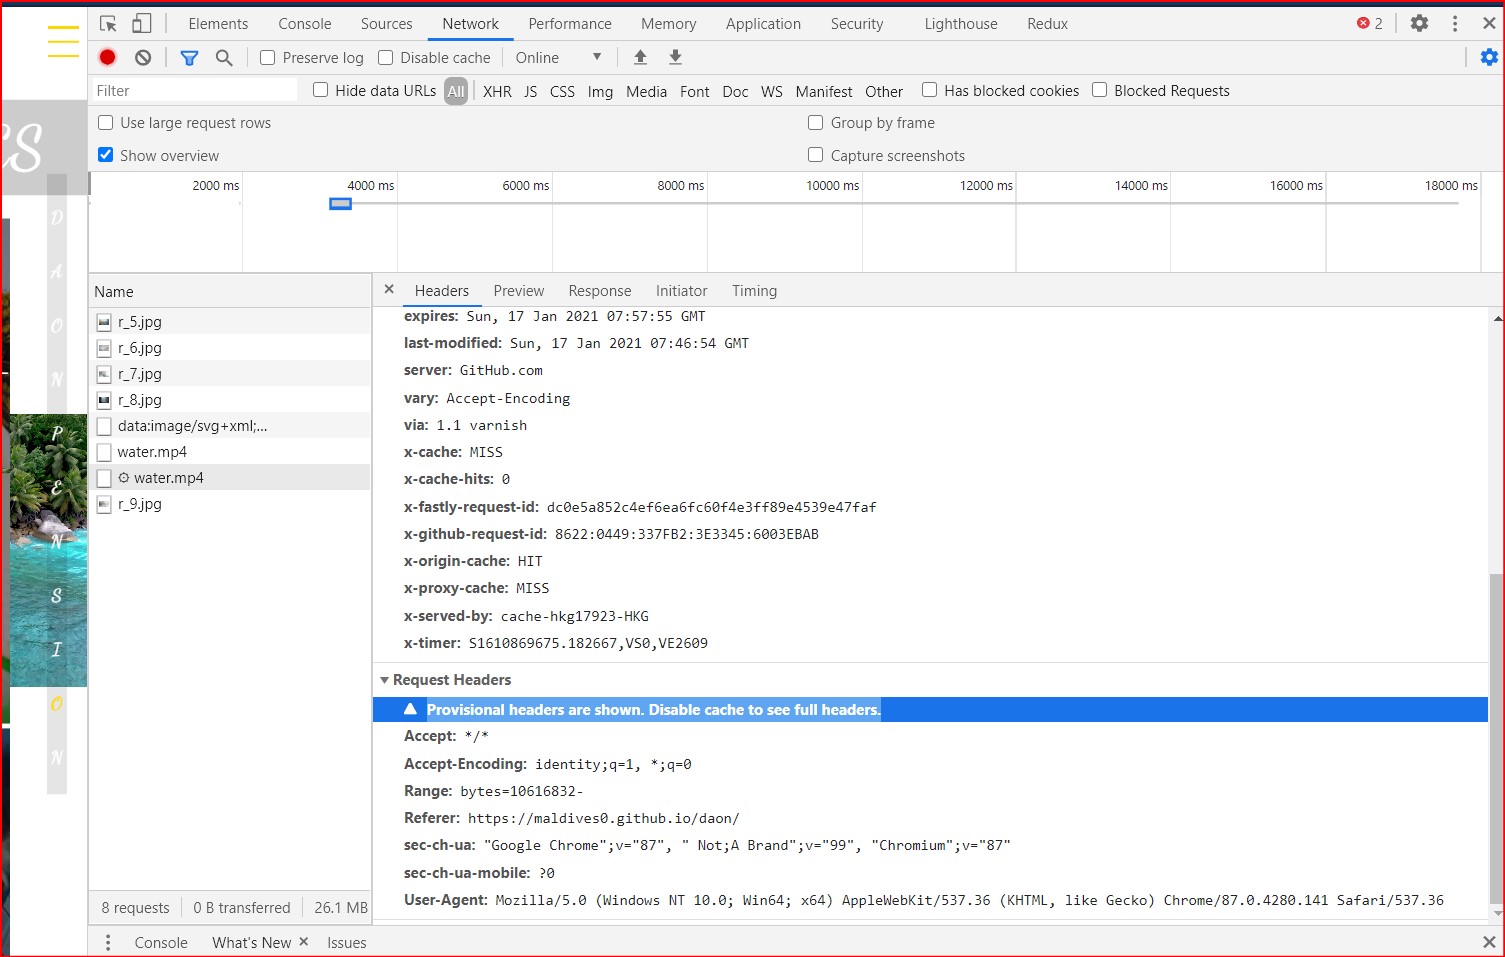 Elements Console Sources Network Performance Memory Application Security Lighthouse Redux 2
Preserve log Disable cache Online
Filter Hide data URLs All XHR JS CSS Img Media Font Doc WS Manifest Other Has blocked cookies Blocked Requests
Use large request rows Group by frame
Show overview Capture screenshots
2000 ms 4000 ms 6000 ms 8000 ms 10000 ms 12000 ms 14000 ms 16000 ms 18000 ms
ES
D
A
O
N
P
E
N
S
I
O
N
Name
r_5.jpg
r_6.jpg
r_7.jpg
r_8.jpg
data:image/svg+xml;...
water.mp4
water.mp4
r_9.jpg
8 requests 0 B transferred 26.1 MB
Headers Preview Response Initiator Timing
expires: Sun, 17 Jan 2021 07:57:55 GMT
last-modified: Sun, 17 Jan 2021 07:46:54 GMT
server: GitHub.com
vary: Accept-Encoding
via: 1.1 varnish
x-cache: MISS
x-cache-hits: 0
x-fastly-request-id: dc0e5a852c4ef6ea6fc60f4e3ff89e4539e47faf
x-github-request-id: 8622:0449:337FB2:3E3345:6003EBAB
x-origin-cache: HIT
x-proxy-cache: MISS
x-served-by: cache-hkg17923-HKG
x-timer: S1610869675.182667,VS0,VE2609
Request Headers
Provisional headers are shown. Disable cache to see full headers.
Accept: */*
Accept-Encoding: identity;q=1, *;q=0
Range: bytes=10616832-
Referer: https://maldives0.github.io/daon/
sec-ch-ua: "Google Chrome";v="87", " Not;A Brand";v="99", "Chromium";v="87"
sec-ch-ua-mobile: ?0
User-Agent: Mozilla/5.0 (Windows NT 10.0; Win64; x64) AppleWebKit/537.36 (KHTML, like Gecko) Chrome/87.0.4280.141 Safari/537.36
Console What's New Issues